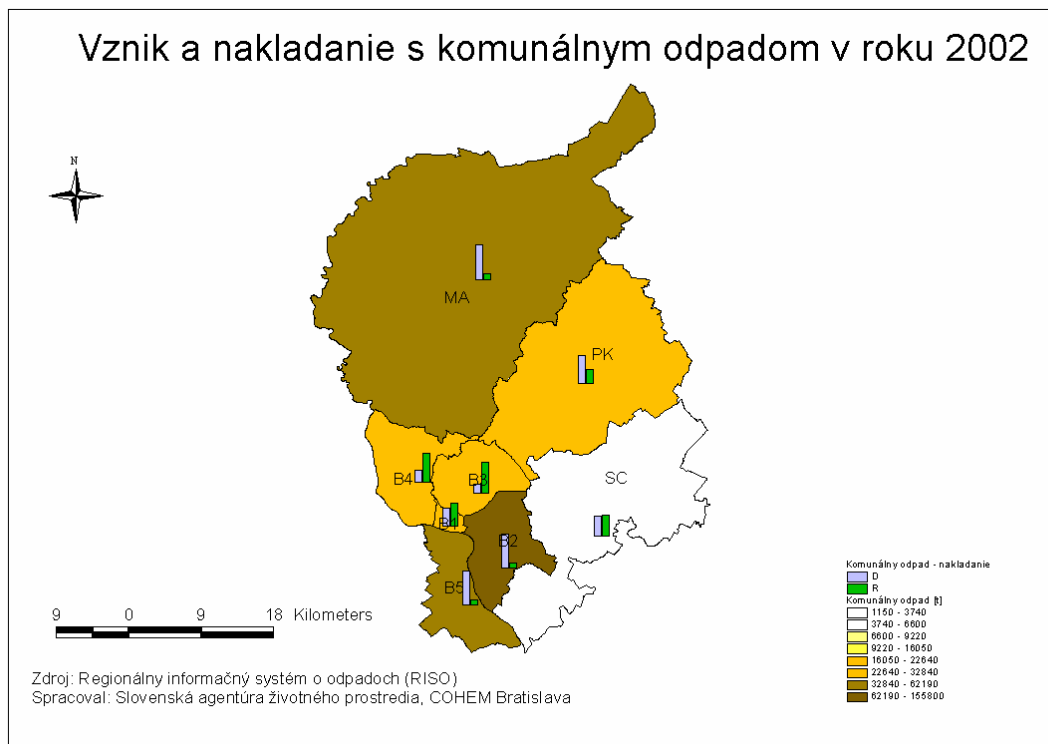 Vznik a nakladanie s komunálnym odpadom v roku 2002
N
MA
PK
B4
B3
SC
B1
B2
B5
9 0 9 18 Kilometers
Komunálny odpad - nakladanie
D
R
Komunálny odpad [t]
1150 - 3740
3740 - 6600
6600 - 9220
9220 - 16050
16050 - 22640
22640 - 32840
32840 - 62190
62190 - 155800
Zdroj: Regionálny informačný systém o odpadoch (RISO)
Spracoval: Slovenská agentúra životného prostredia, COHEM Bratislava